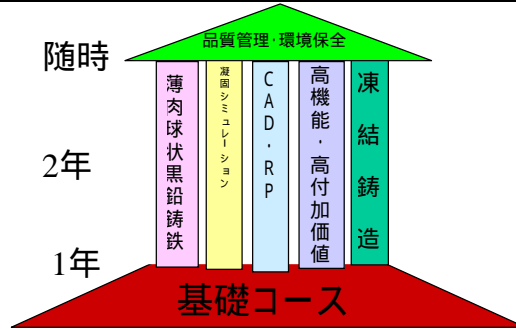 品質管理・環境保全
随時
2年
1年
薄肉球状黒鉛鋳鉄
凝固シミュレーション
CAD・RP
高機能・高付加価値
凍結鋳造
基礎コース